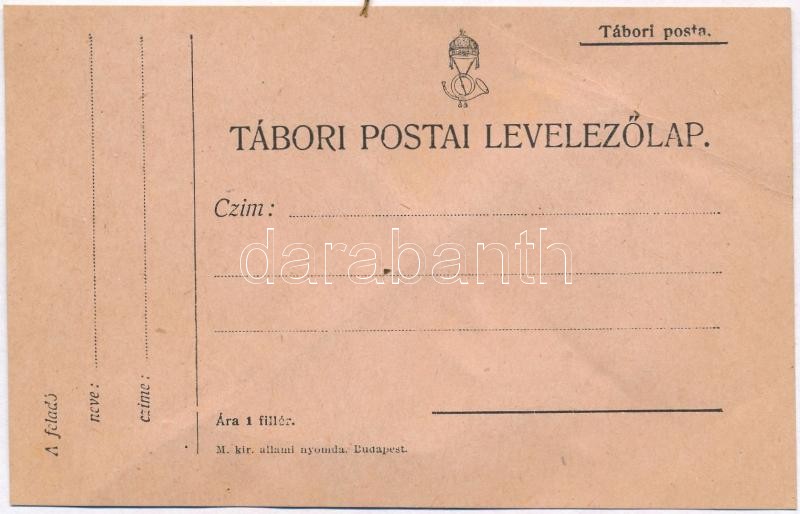 Tábori posta.
TÁBORI POSTAI LEVELEZŐLAP.
Czim:
darabanth
Ára 1 fillér.
M. kir. állami nyomda. Budapest.
A feladó
neve:
czime: